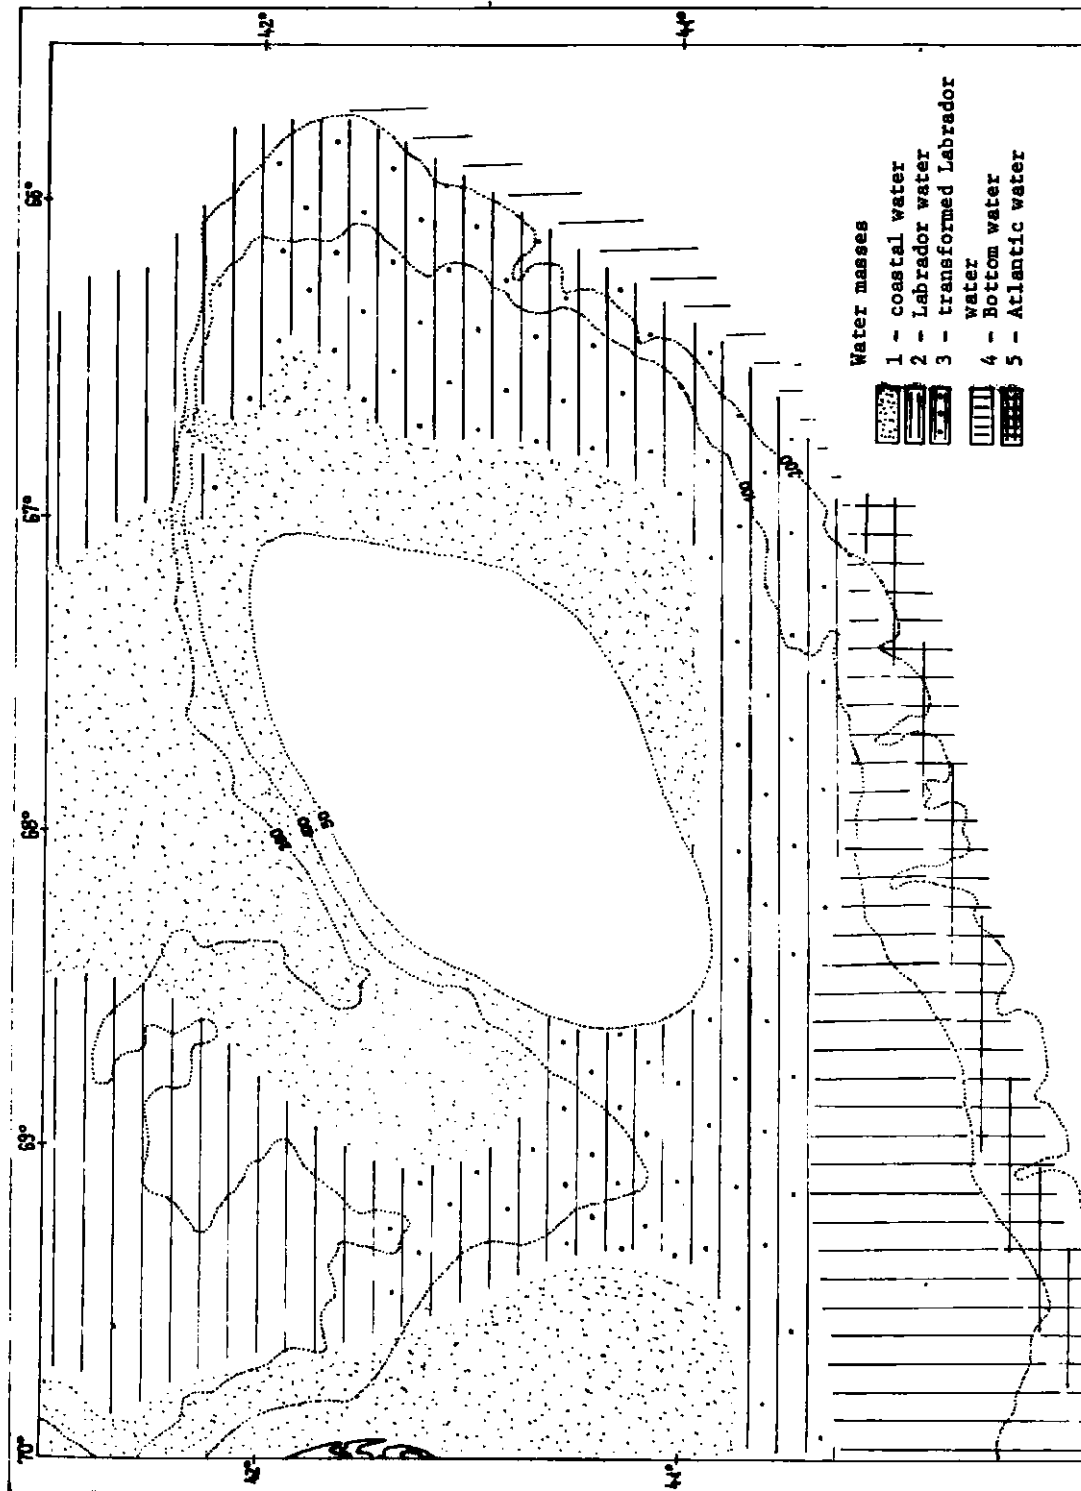 70°
69°
68°
67°
66°
42°
42°
41°
41°
200
100
50
100
200
Water masses
1 - coastal water
2 - Labrador water
3 - transformed Labrador
water
4 - Bottom water
5 - Atlantic water